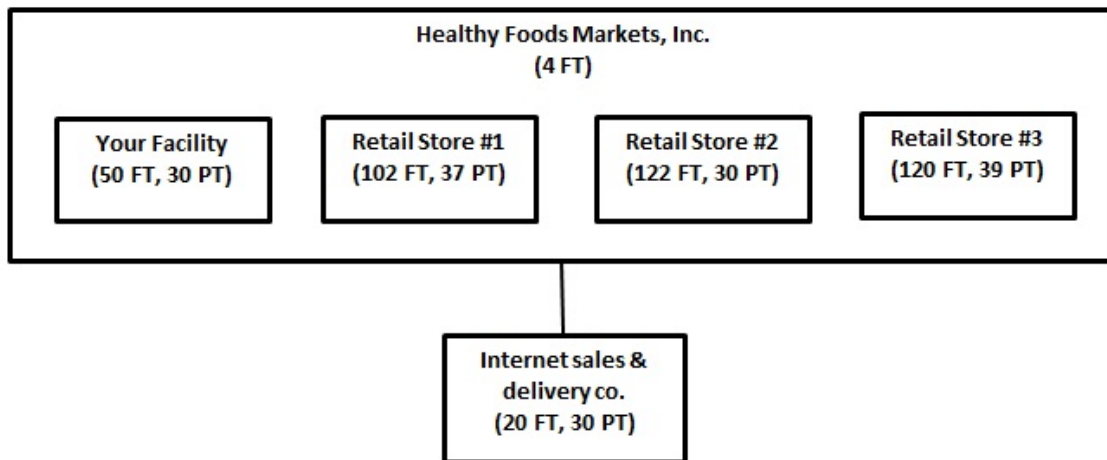 Healthy Foods Markets, Inc.
(4 FT)
Your Facility
(50 FT, 30 PT)
Retail Store #1
(102 FT, 37 PT)
Retail Store #2
(122 FT, 30 PT)
Retail Store #3
(120 FT, 39 PT)
Internet sales &
delivery co.
(20 FT, 30 PT)